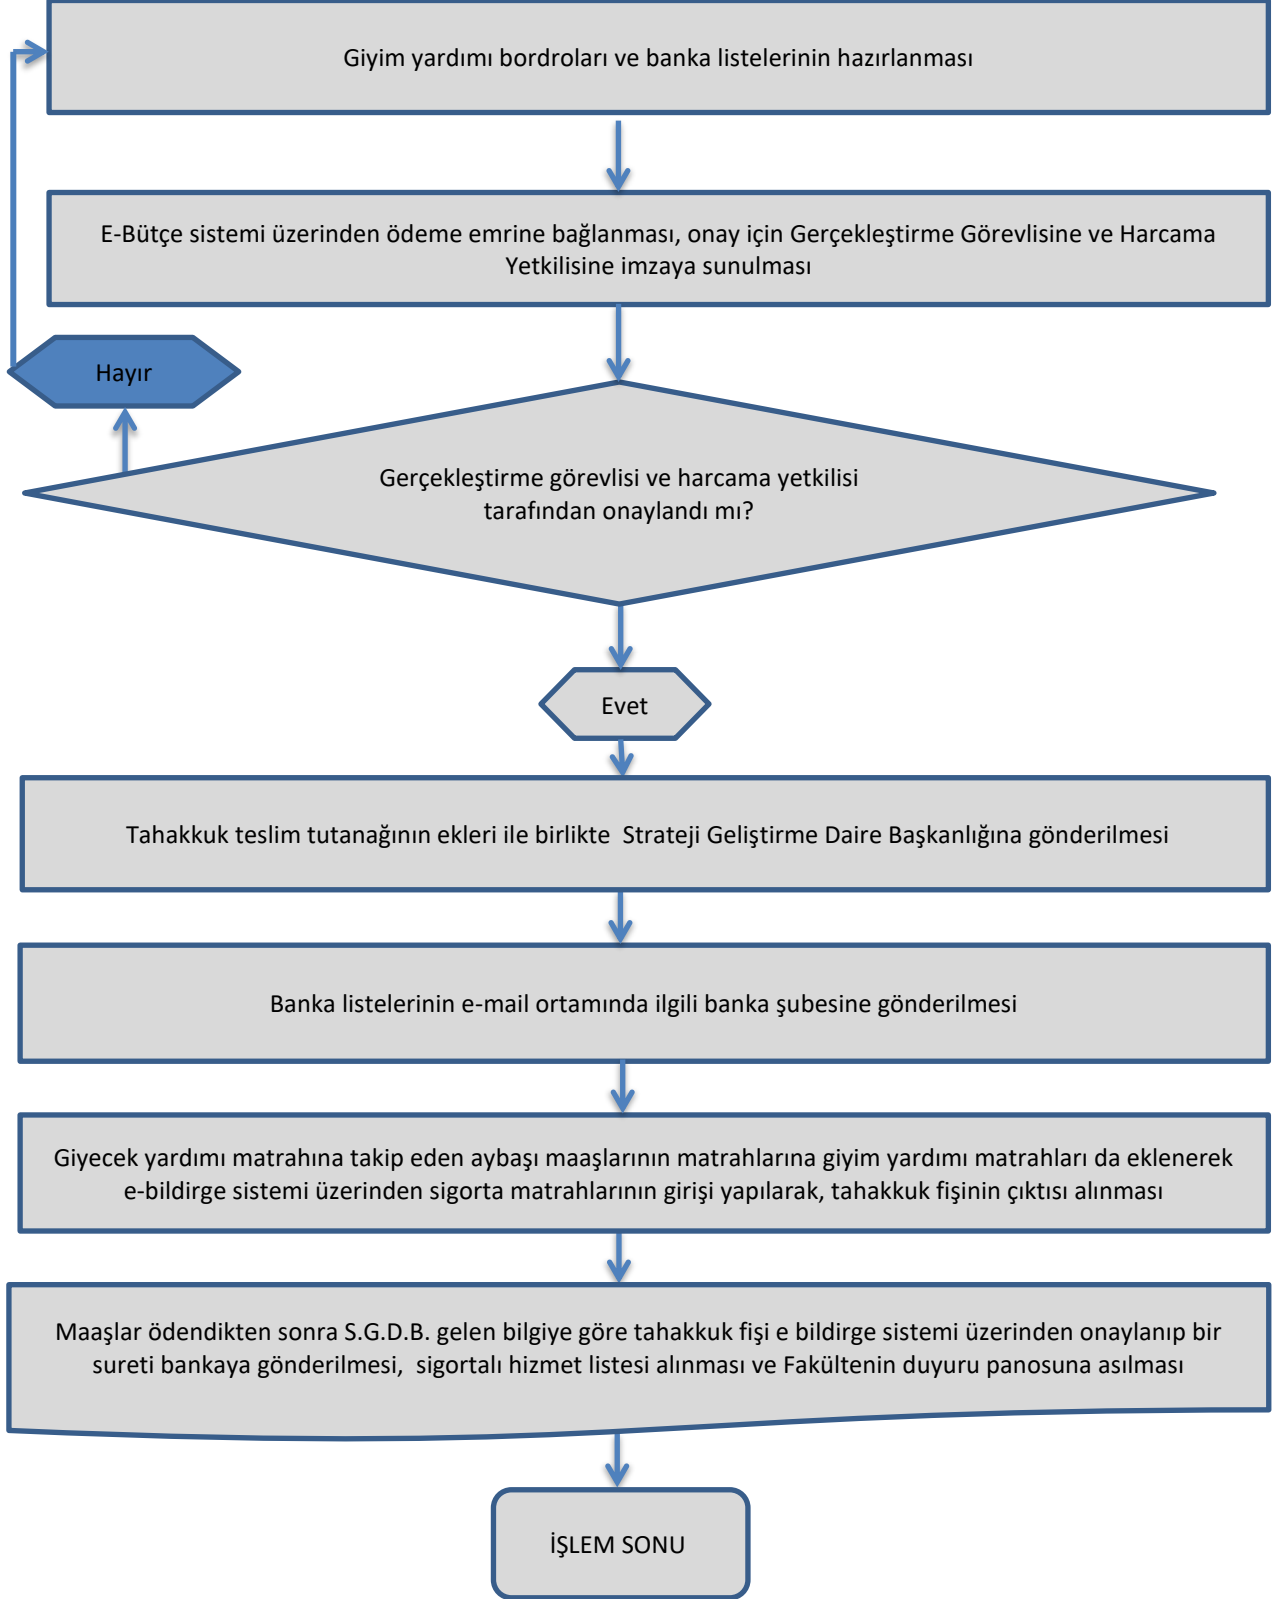 Giyim yardımı bordroları ve banka listelerinin hazırlanması
E-Bütçe sistemi üzerinden ödeme emrine bağlanması, onay için Gerçekleştirme Görevlisine ve Harcama
Yetkilisine imzaya sunulması
Hayır
Gerçekleştirme görevlisi ve harcama yetkilisi
tarafından onaylandı mı?
Evet
Tahakkuk teslim tutanağının ekleri ile birlikte  Strateji Geliştirme Daire Başkanlığına gönderilmesi
Banka listelerinin e-mail ortamında ilgili banka şubesine gönderilmesi
Giyecek yardımı matrahına takip eden aybaşı maaşlarının matrahlarına giyim yardımı matrahları da eklenerek
e-bildirge sistemi üzerinden sigorta matrahlarının girişi yapılarak, tahakkuk fişinin çıktısı alınması
Maaşlar ödendikten sonra S.G.D.B. gelen bilgiye göre tahakkuk fişi e bildirge sistemi üzerinden onaylanıp bir
sureti bankaya gönderilmesi,  sigortalı hizmet listesi alınması ve Fakültenin duyuru panosuna asılması
İŞLEM SONU